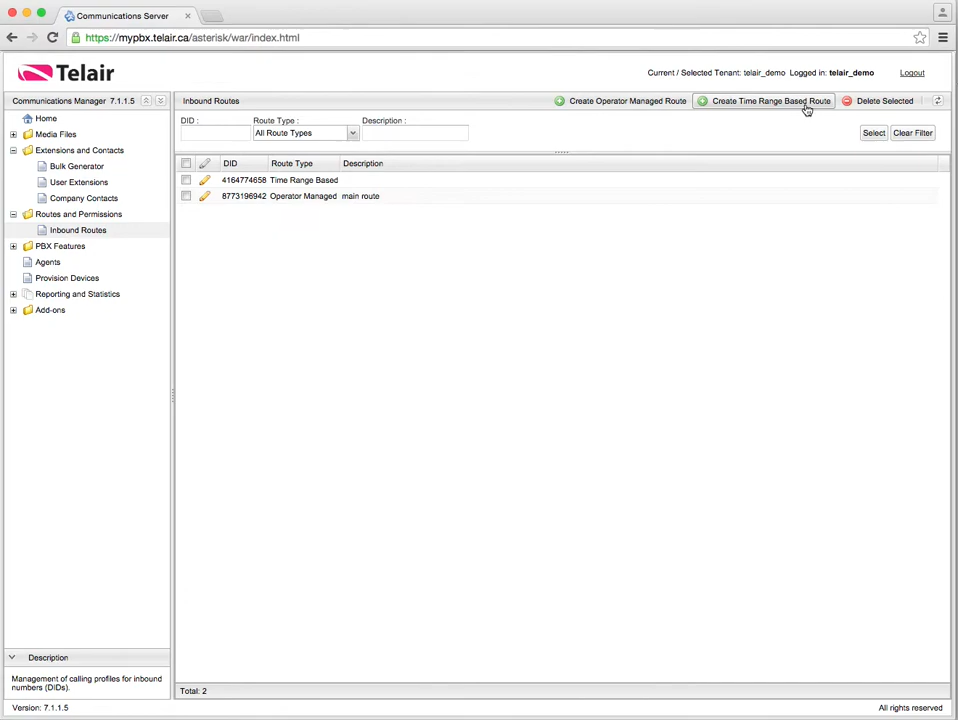 Communications Server
https://mypbx.telair.ca/asterisk/war/index.html
Telair
Current / Selected Tenant: telair_demo Logged in: telair_demo Logout
Communications Manager 7.1.1.5
Inbound Routes
Create Operator Managed Route
Create Time Range Based Route
Delete Selected
Home
Media Files
Extensions and Contacts
Bulk Generator
User Extensions
Company Contacts
Routes and Permissions
Inbound Routes
PBX Features
Agents
Provision Devices
Reporting and Statistics
Add-ons
DID :
Route Type :
Description :
All Route Types
Select
Clear Filter
DID Route Type Description
4164774658 Time Range Based
8773196942 Operator Managed main route
Description
Management of calling profiles for inbound
numbers (DIDs).
Total: 2
Version: 7.1.1.5
All rights reserved